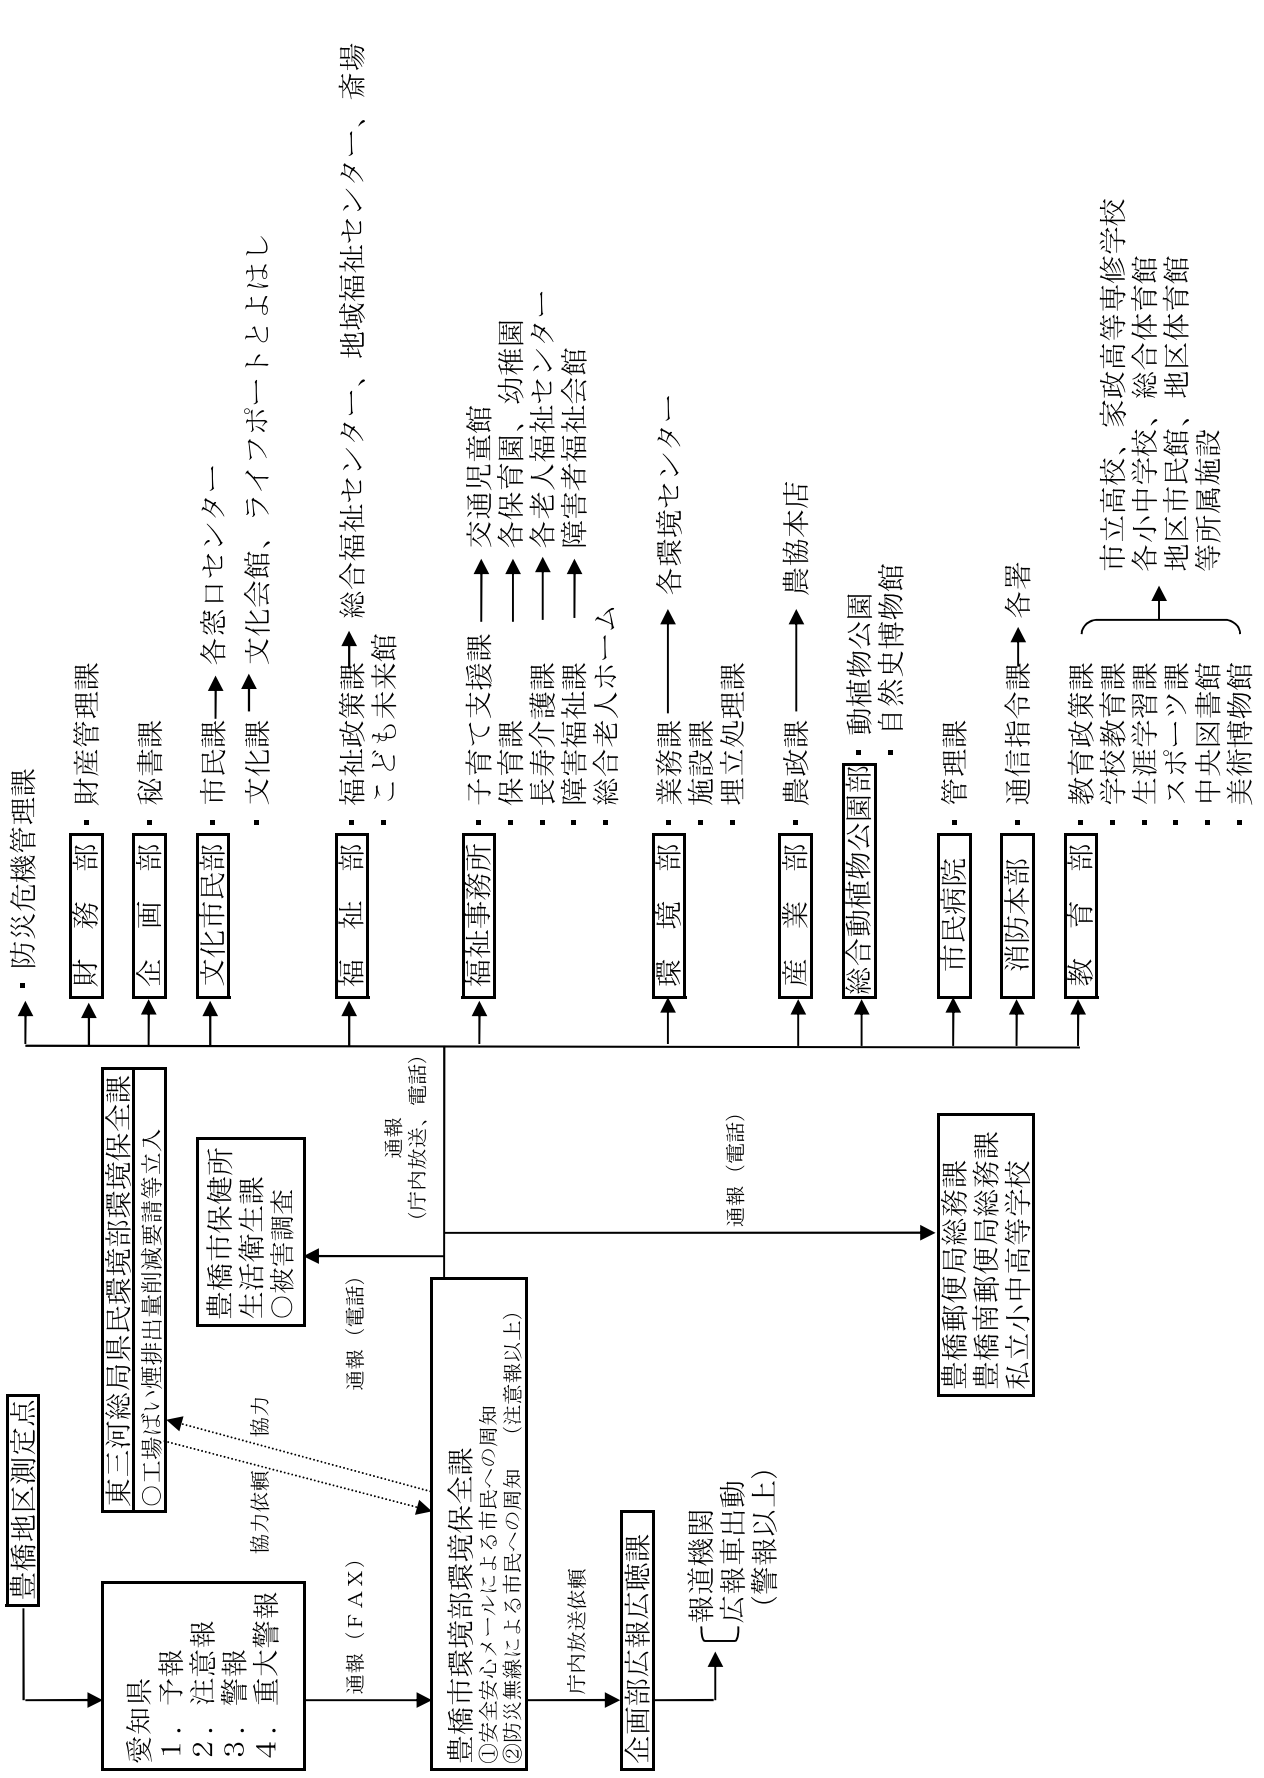 豊橋地区測定点
愛知県
１．予報
２．注意報
３．警報
４．重大警報
通報（ＦＡＸ）
東三河総局県民環境部環境保全課
○工場ばい煙排出量削減要請等立入
協力依頼　協力
豊橋市保健所
生活衛生課
○被害調査
通報（電話）
豊橋市環境部環境保全課
①安全安心メールによる市民への周知
②防災無線による市民への周知　（注意報以上）
庁内放送依頼
企画部広報広聴課
報道機関
広報車出動
（警報以上）
通報
（庁内放送、電話）
通報（電話）
豊橋郵便局総務課
豊橋南郵便局総務課
私立小中高等学校
・防災危機管理課
財　務　部　・財産管理課
企　画　部　・秘書課
文化市民部　・市民課　各窓口センター
・文化課　文化会館、ライフポートとよはし
福　祉　部　・福祉政策課　総合福祉センター、地域福祉センター、斎場
・こども未来館
福祉事務所　・子育て支援課　交通児童館
・保育課　各保育園、幼稚園
・長寿介護課　各老人福祉センター
・障害福祉課　障害者福祉会館
・総合老人ホーム
環　境　部　・業務課　各環境センター
・施設課
・埋立処理課
産　業　部　・農政課　農協本店
総合動植物公園部　・動植物公園
・自然史博物館
市民病院　・管理課
消防本部　・通信指令課　各署
教　育　部　・教育政策課
・学校教育課
・生涯学習課
・スポーツ課
・中央図書館
・美術博物館
市立高校、家政高等専修学校
各小中学校、総合体育館
地区市民館、地区体育館
等所属施設